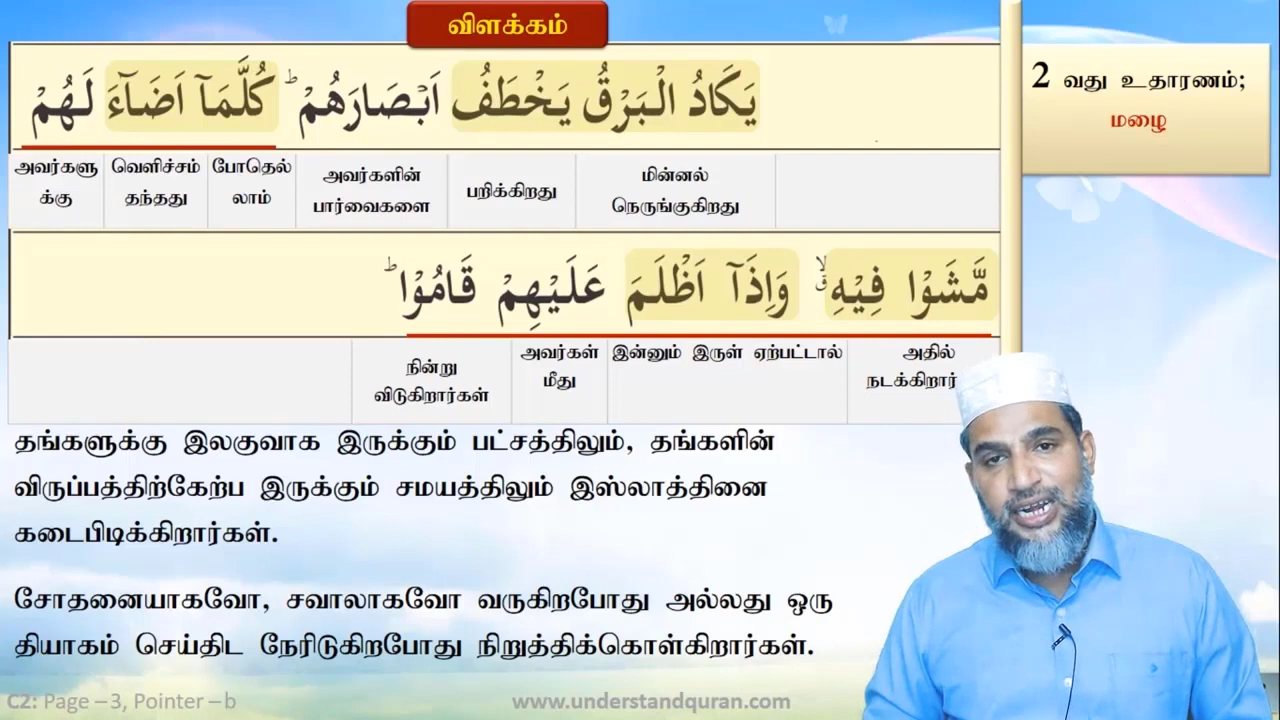 விளக்கம்
2 வது உதாரணம்;
மழை
يَكَادُ الْبَرْقُ يَخْطَفُ اَبْصَارَهُمْ ؕ كُلَّمَآ اَضَآءَ لَهُمْ
மின்னல் நெருங்குகிறது
பறிக்கிறது
அவர்களின் பார்வைகளை
போதெல்லாம்
வெளிச்சம் தந்தது
அவர்களுக்கு
مَّشَوْا فِيْهِ ۙۗ وَاِذَآ اَظْلَمَ عَلَيْهِمْ قَامُوْا ؕ
அதில் நடக்கிறார்
இன்னும் இருள் ஏற்பட்டால்
அவர்கள் மீது
நின்று விடுகிறார்கள்
தங்களுக்கு இலகுவாக இருக்கும் பட்சத்திலும், தங்களின்
விருப்பத்திற்கேற்ப இருக்கும் சமயத்திலும் இஸ்லாத்தினை
கடைபிடிக்கிறார்கள்.
சோதனையாகவோ, சவாலாகவோ வருகிறபோது அல்லது ஒரு
தியாகம் செய்திட நேரிடுகிறபோது நிறுத்திக்கொள்கிறார்கள்.
C2: Page – 3, Pointer – b
www.understandquran.com